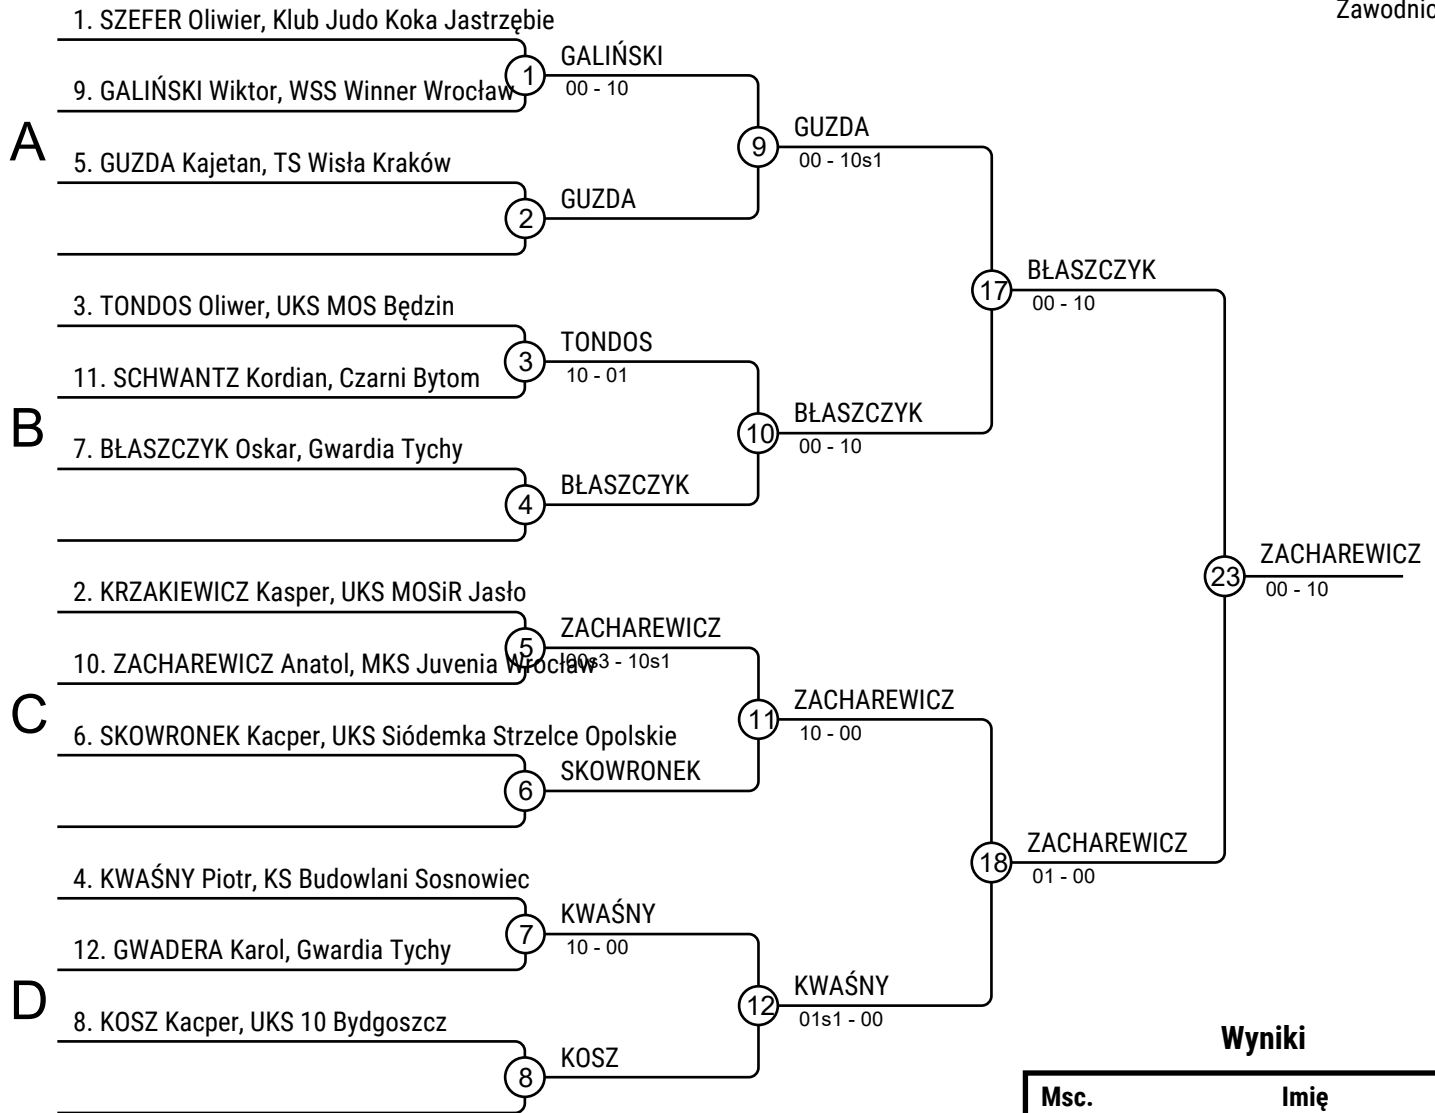 Zawodnic
1. SZEFER Oliwier, Klub Judo Koka Jastrzębie
GALIŃSKI
1
00 - 10
9. GALIŃSKI Wiktor, WSS Winner Wrocław
A
GUZDA
9
00 - 10s1
5. GUZDA Kajetan, TS Wisła Kraków
GUZDA
2
BŁASZCZYK
17
00 - 10
3. TONDOS Oliwer, UKS MOS Będzin
TONDOS
3
10 - 01
11. SCHWANTZ Kordian, Czarni Bytom
B
BŁASZCZYK
10
00 - 10
7. BŁASZCZYK Oskar, Gwardia Tychy
BŁASZCZYK
4
ZACHAREWICZ
23
00 - 10
2. KRZAKIEWICZ Kasper, UKS MOSiR Jasło
ZACHAREWICZ
5
00s3 - 10s1
10. ZACHAREWICZ Anatol, MKS Juvenia Wrocław
C
ZACHAREWICZ
11
10 - 00
6. SKOWRONEK Kacper, UKS Siódemka Strzelce Opolskie
SKOWRONEK
6
ZACHAREWICZ
18
01 - 00
4. KWAŚNY Piotr, KS Budowlani Sosnowiec
KWAŚNY
7
10 - 00
12. GWADERA Karol, Gwardia Tychy
D
KWAŚNY
12
01s1 - 00
8. KOSZ Kacper, UKS 10 Bydgoszcz
KOSZ
8
Wyniki
Msc. Imię